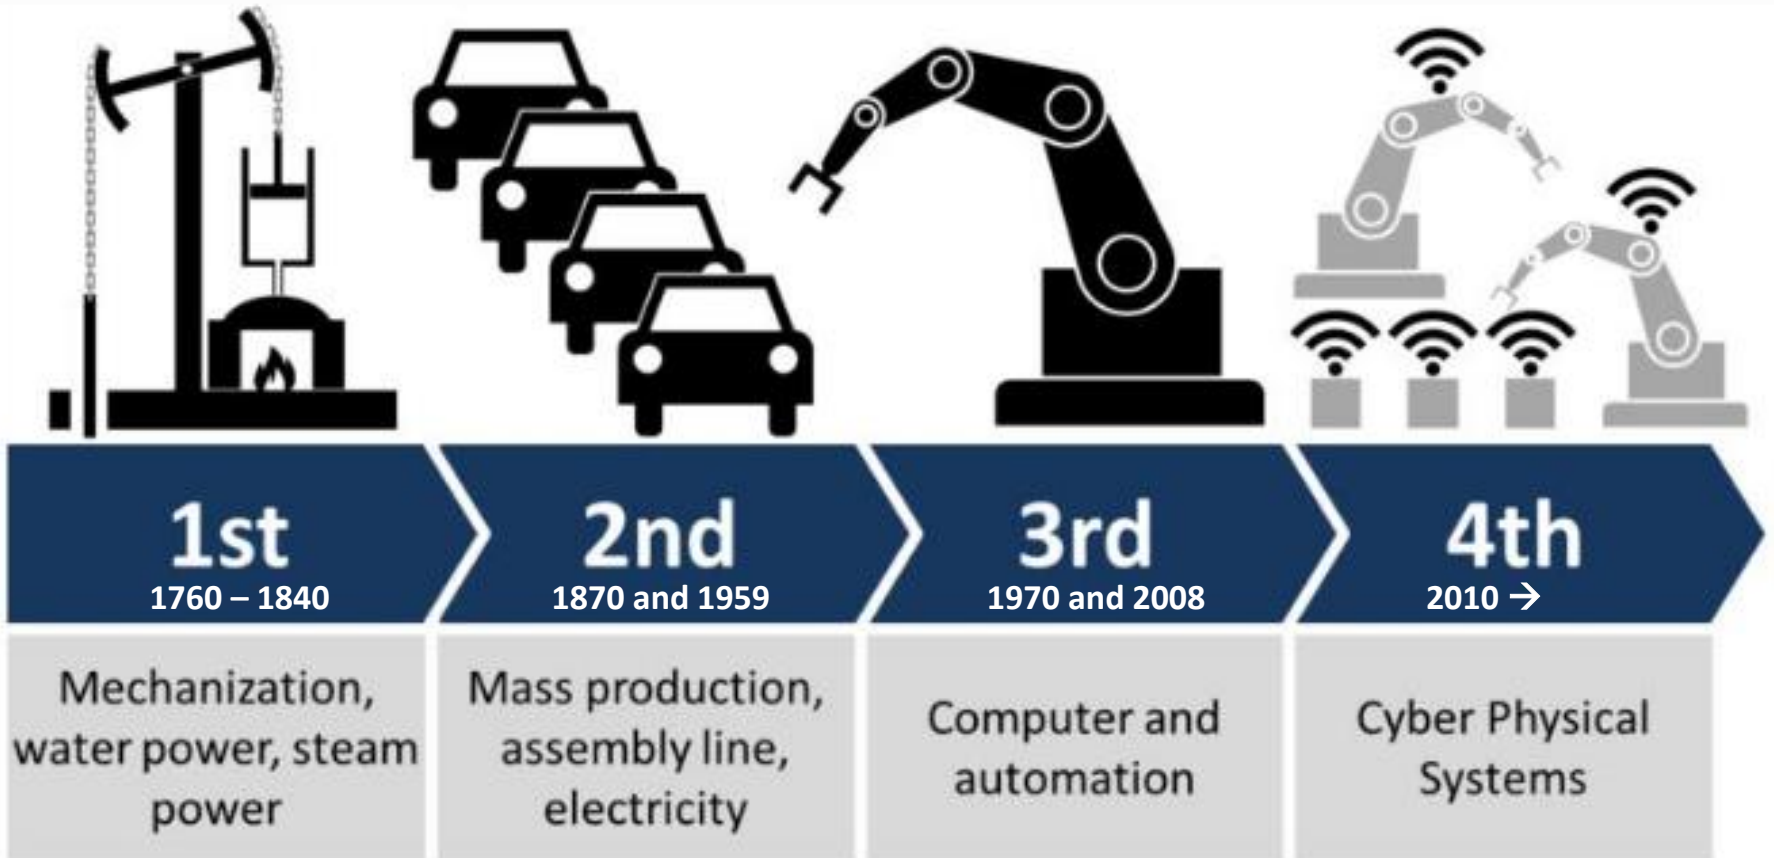 1st
1760 – 1840
2nd
1870 and 1959
3rd
1970 and 2008
4th
2010 →
Mechanization,
water power, steam
power
Mass production,
assembly line,
electricity
Computer and
automation
Cyber Physical
Systems